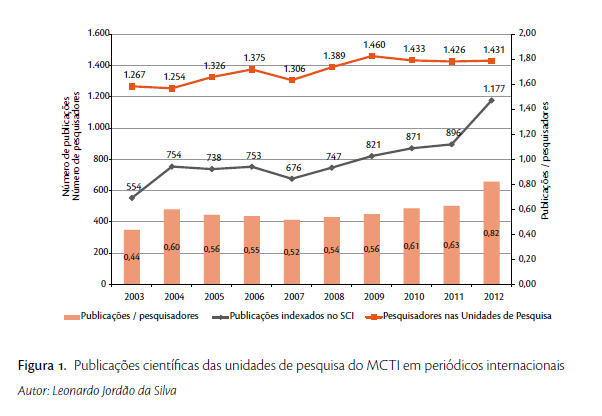 1.600
1.400
1.200
1.000
800
600
400
200
0
Número de publicações
Número de pesquisadores
2,00
1,80
1,60
1,40
1,20
1,00
0,80
0,60
0,40
0,20
0,00
Publicações / pesquisadores
1.267 1.254 1.326 1.375 1.306 1.389 1.460 1.433 1.426 1.431
554 754 738 753 676 747 821 871 896 1.177
0,44 0,60 0,56 0,55 0,52 0,54 0,56 0,61 0,63 0,82
2003 2004 2005 2006 2007 2008 2009 2010 2011 2012
Publicações / pesquisadores Publicações indexados no SCI Pesquisadores nas Unidades de Pesquisa
Figura 1. Publicações científicas das unidades de pesquisa do MCTI em periódicos internacionais
Autor: Leonardo Jordão da Silva